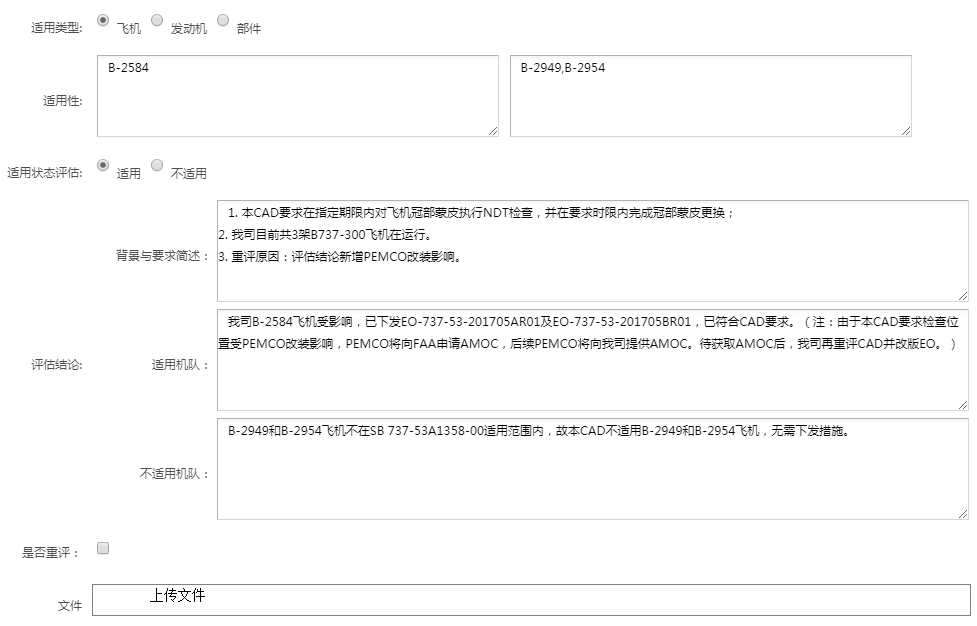 适用类型: 飞机 发动机 部件
适用性: B-2584 B-2949,B-2954
适用状态评估: 适用 不适用
背景与要求简述：
1. 本CAD要求在指定期限内对飞机冠部蒙皮执行NDT检查，并在要求时限内完成冠部蒙皮更换；
2. 我司目前共3架B737-300飞机在运行。
3. 重评原因：评估结论新增PEMCO改装影响。
评估结论: 适用机队：
我司B-2584飞机受影响，已下发EO-737-53-201705AR01及EO-737-53-201705BR01，已符合CAD要求。（注：由于本CAD要求检查位
置受PEMCO改装影响，PEMCO将向FAA申请AMOC，后续PEMCO将向我司提供AMOC。待获取AMOC后，我司再重评CAD并改版EO。）
不适用机队：
B-2949和B-2954飞机不在SB 737-53A1358-00适用范围内，故本CAD不适用B-2949和B-2954飞机，无需下发措施。
是否重评：
文件 上传文件